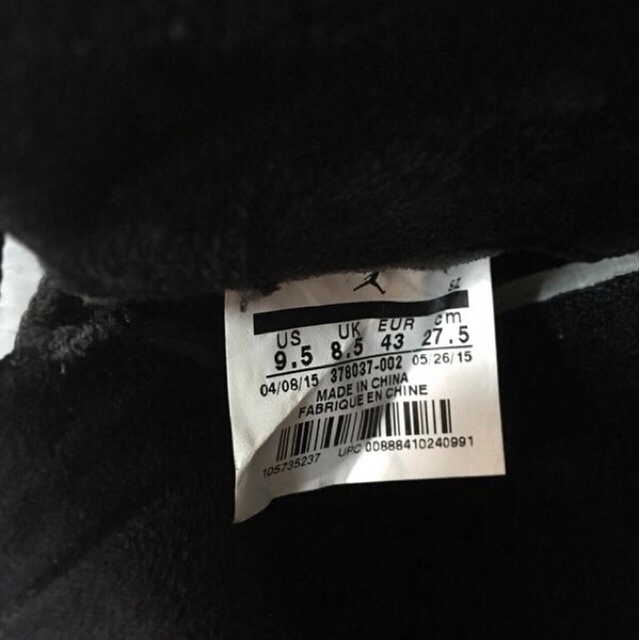 SZ
US UK EUR cm
9.5 8.5 43 27.5
04/08/15 378037-002 05/26/15
MADE IN CHINA
FABRIQUE EN CHINE
105735237 UPC 00888410240991